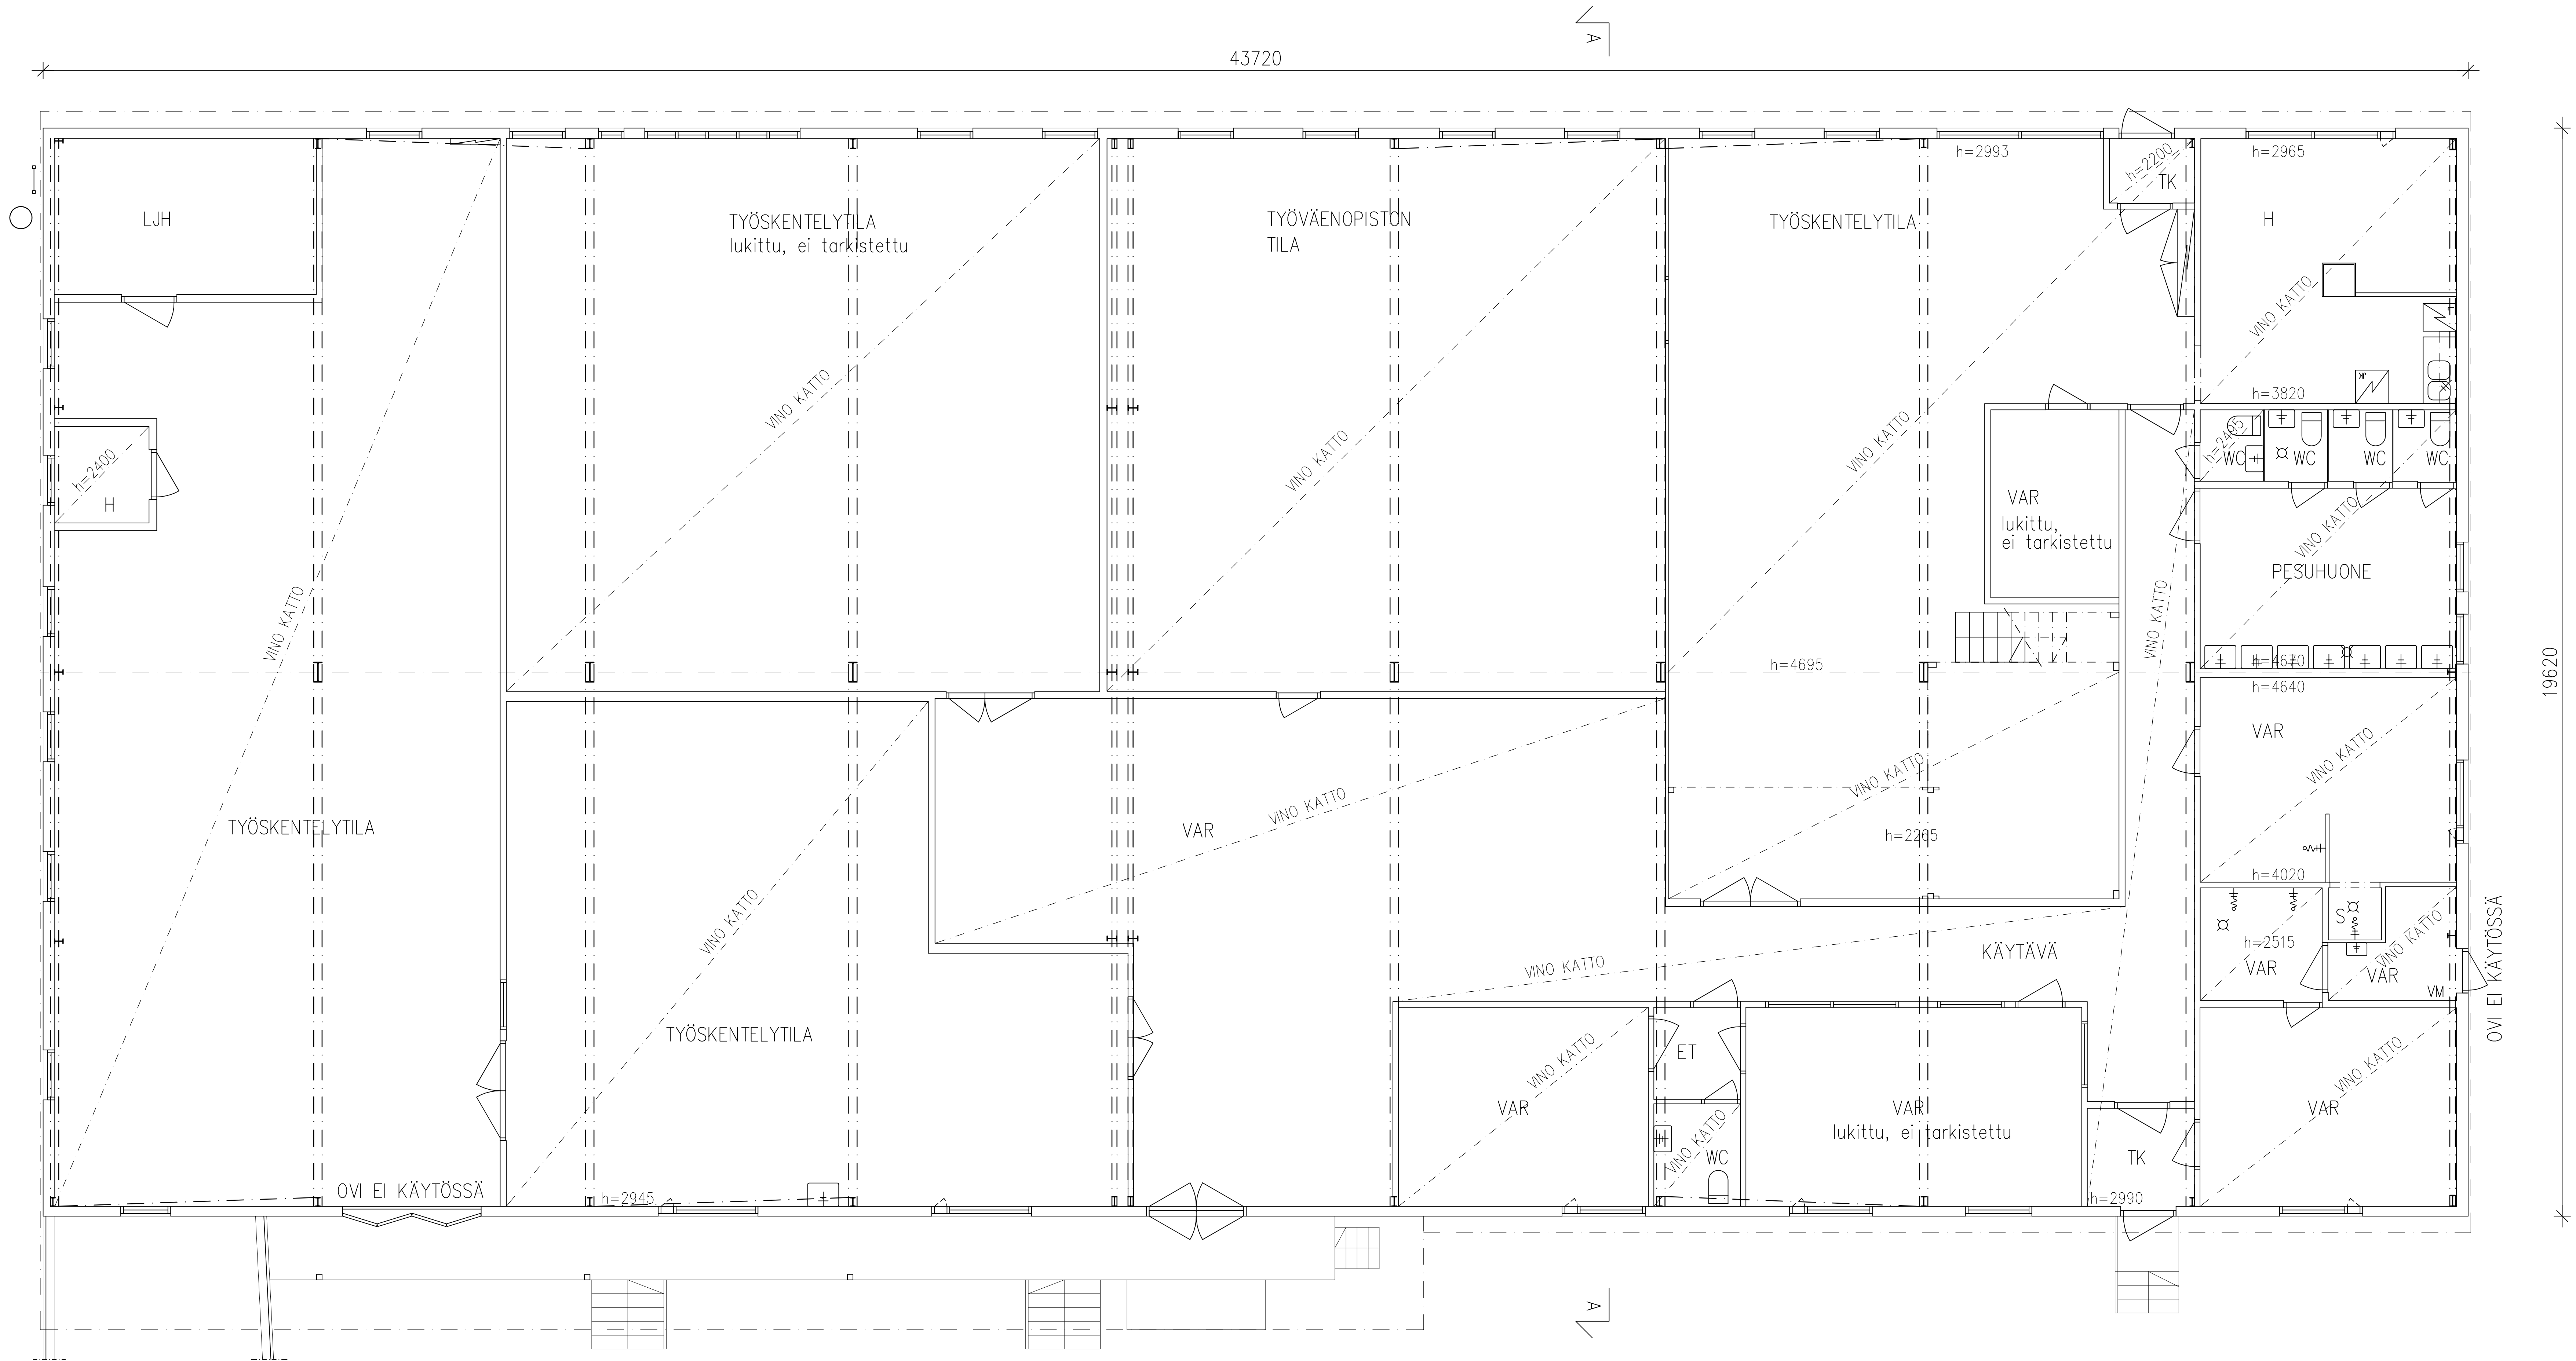 A
43720
h=2993
h=2200
TK
h=2965
LJH
TYÖSKENTELYTILA
lukittu, ei tarkistettu
TYÖVÄENOPISTON
TILA
TYÖSKENTELYTILA
H
VINO KATTO
VINO KATTO
VINO KATTO
VINO KATTO
h=3820
JK
h=2400
H
h=2495
WC
WC
WC
WC
VAR
lukittu,
ei tarkistettu
VINO KATTO
PESUHUONE
VINO KATTO
VINO KATTO
h=4695
h=4670
h=4640
19620
VAR
VINO KATTO
VINO KATTO
VINO KATTO
TYÖSKENTELYTILA
VAR
h=2265
h=4020
VINO KATTO
S
h=2515
VINO KATTO
KÄYTÄVÄ
VINO KATTO
VAR
VAR
VM
OVI EI KÄYTÖSSÄ
TYÖSKENTELYTILA
ET
VINO KATTO
VINO KATTO
VAR
VAR
lukittu, ei tarkistettu
VAR
VINO KATTO
WC
TK
OVI EI KÄYTÖSSÄ
h=2945
h=2990
A